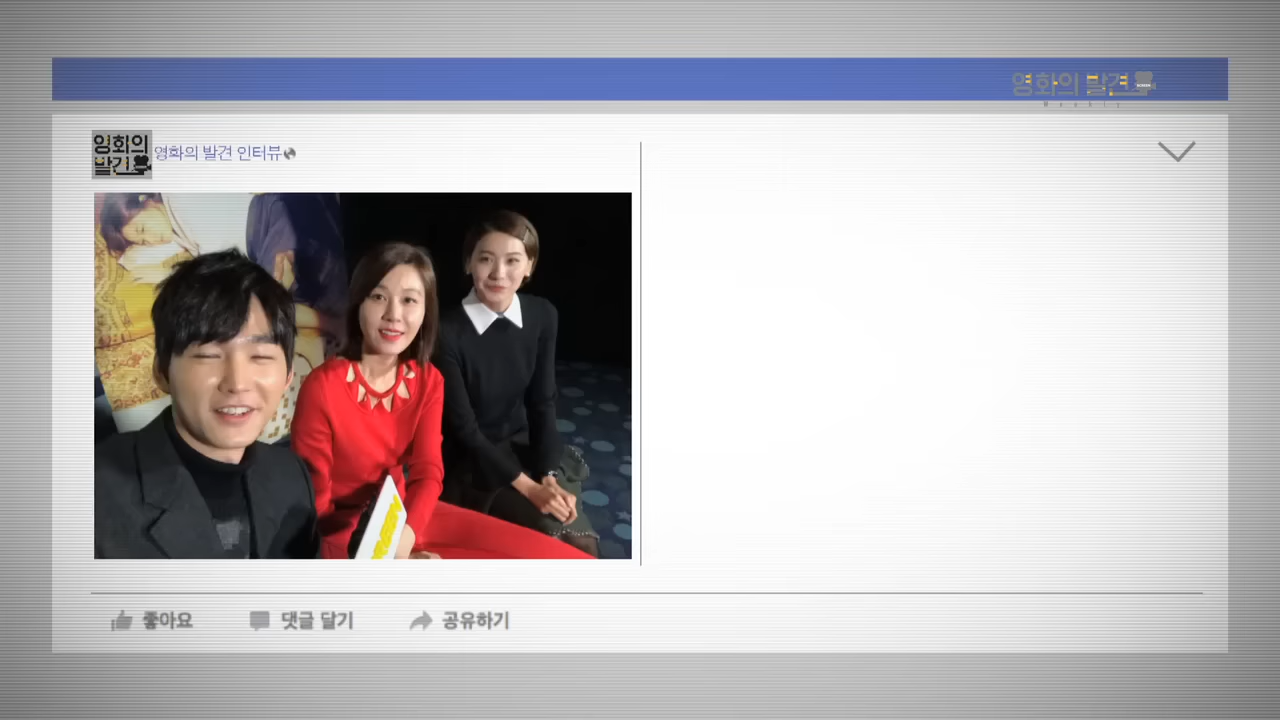 영화의 발견
Weekly
영화의
발견
영화의 발견 인터뷰
좋아요
댓글 달기
공유하기